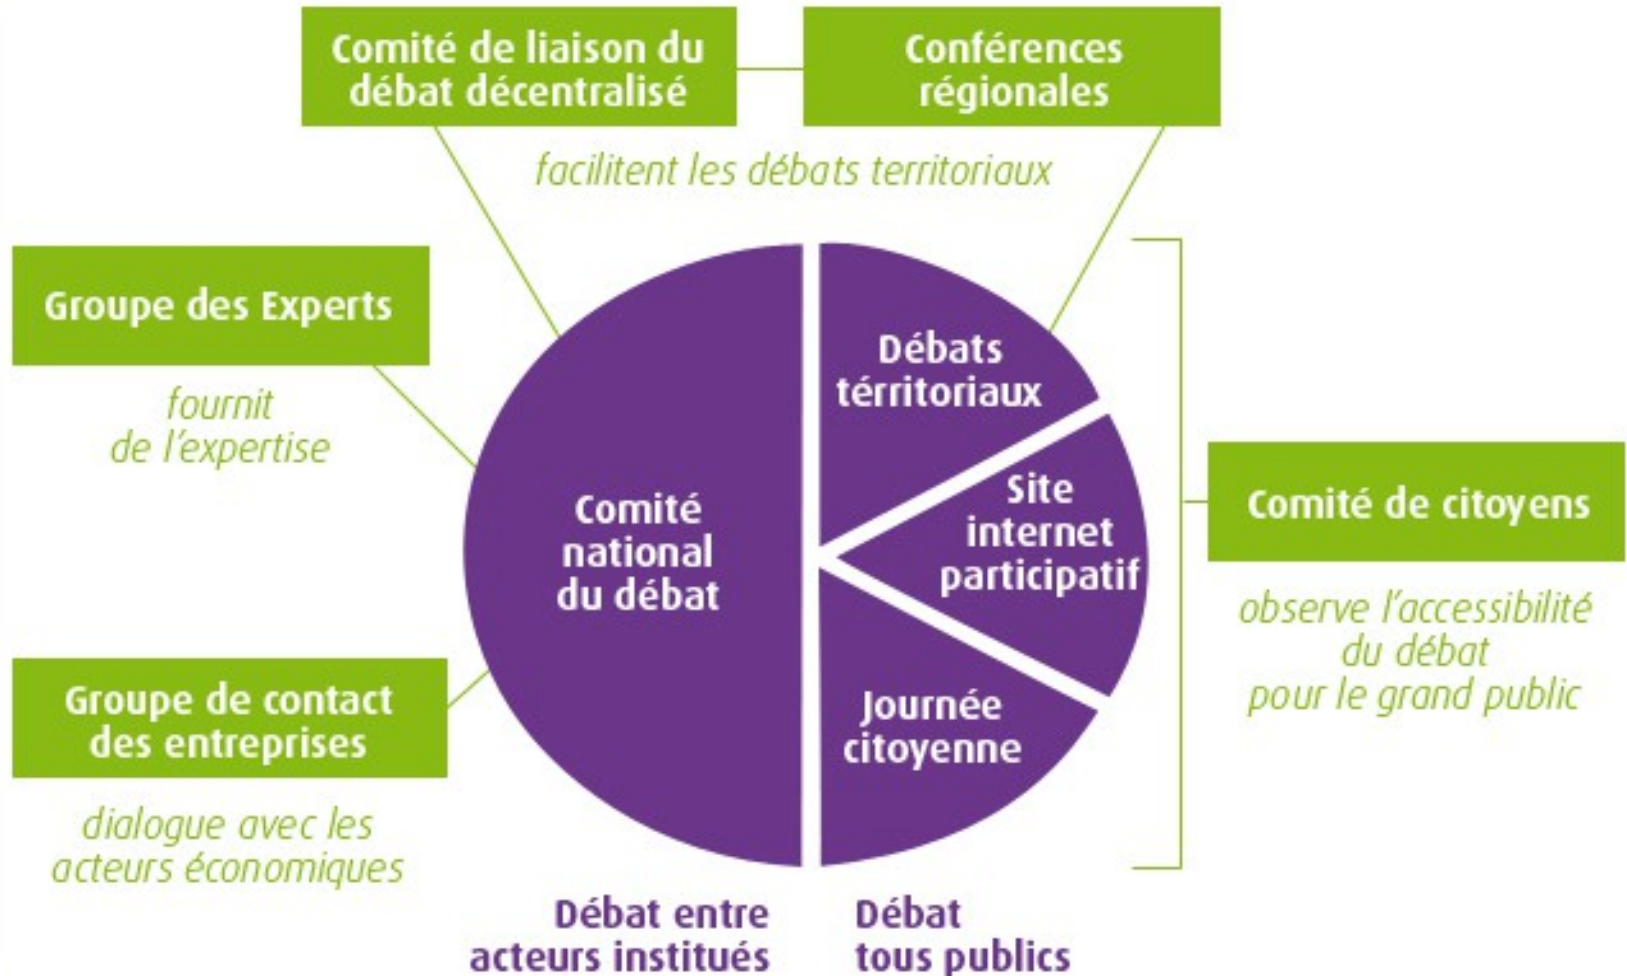 Comité de liaison du
débat décentralisé
Conférences
régionales
facilitent les débats territoriaux
Groupe des Experts
fournit
de l'expertise
Débats
térritoriaux
Site
internet
participatif
Comité
national
du débat
Comité de citoyens
observe l'accessibilité
du débat
pour le grand public
Groupe de contact
des entreprises
dialogue avec les
acteurs économiques
Journée
citoyenne
Débat entre
acteurs institués
Débat
tous publics